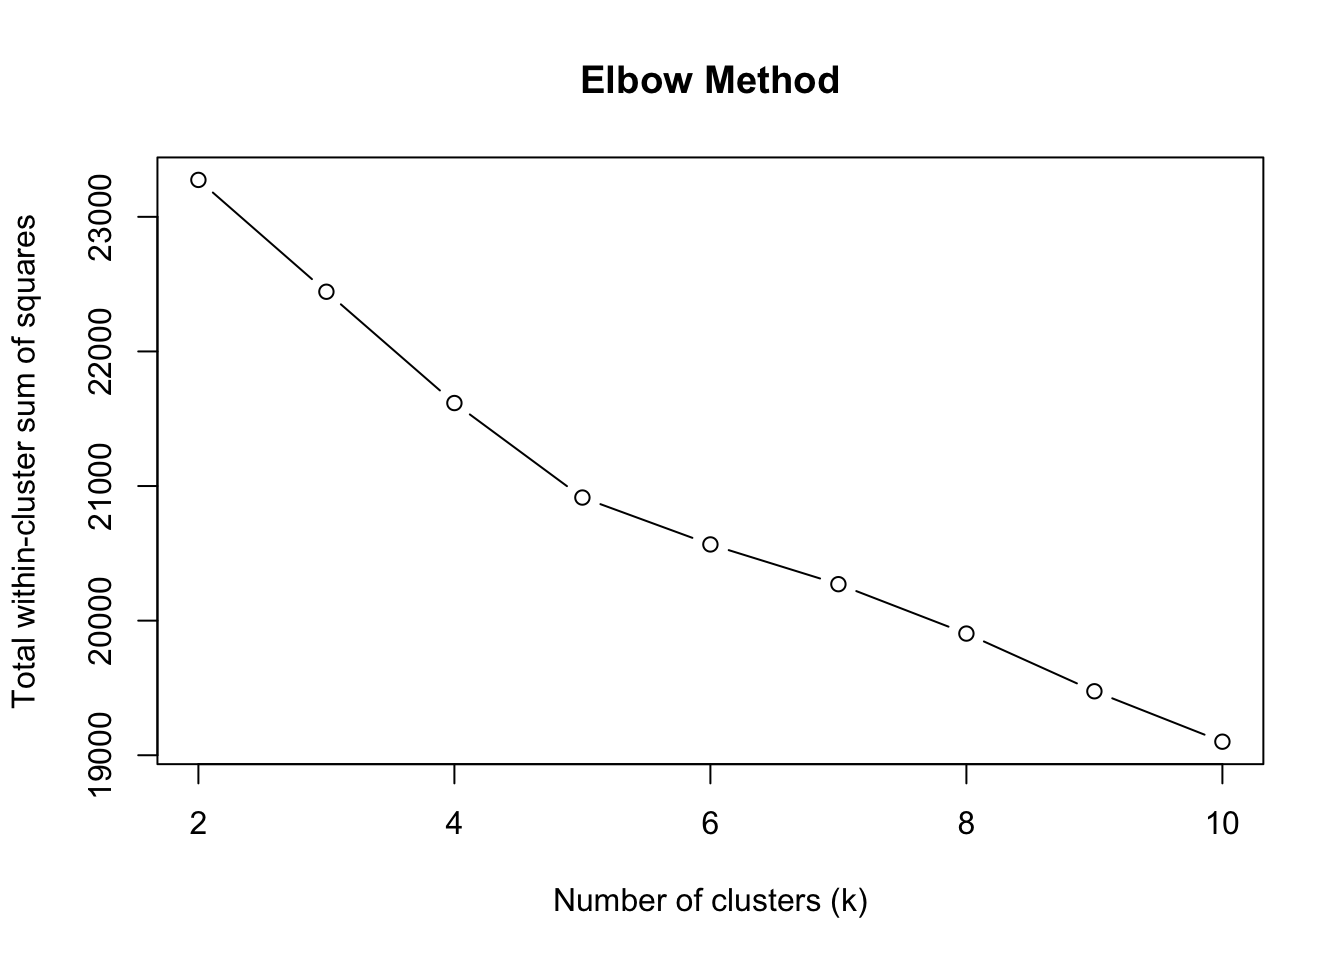 Elbow Method
Total within-cluster sum of squares
23000
22000
21000
20000
19000
2 4 6 8 10
Number of clusters (k)